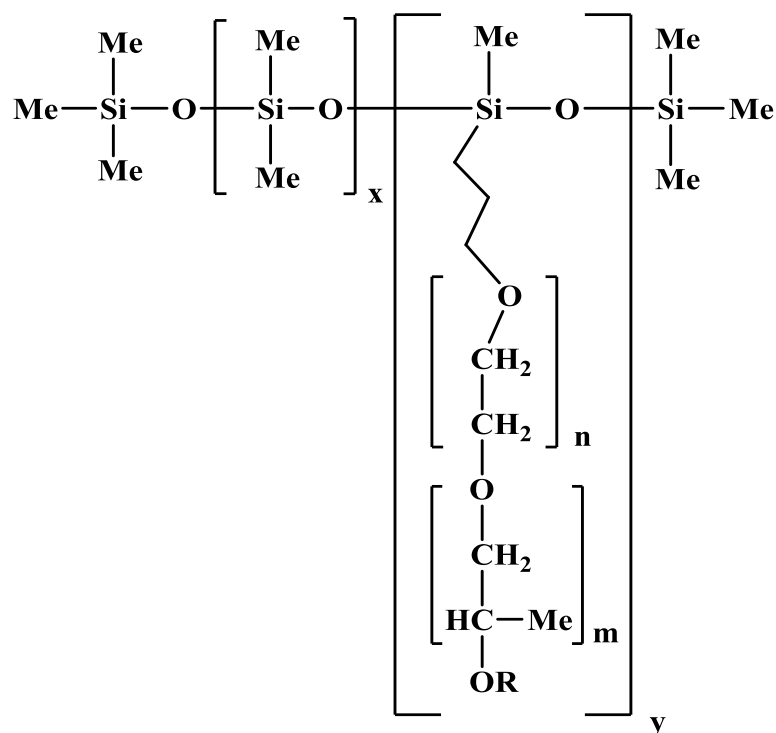 Me Me Me Me
Me Si O Si O Si O Si Me
Me Me x Me
O
CH2
CH2
n
O
CH2
HC Me
m
OR
y